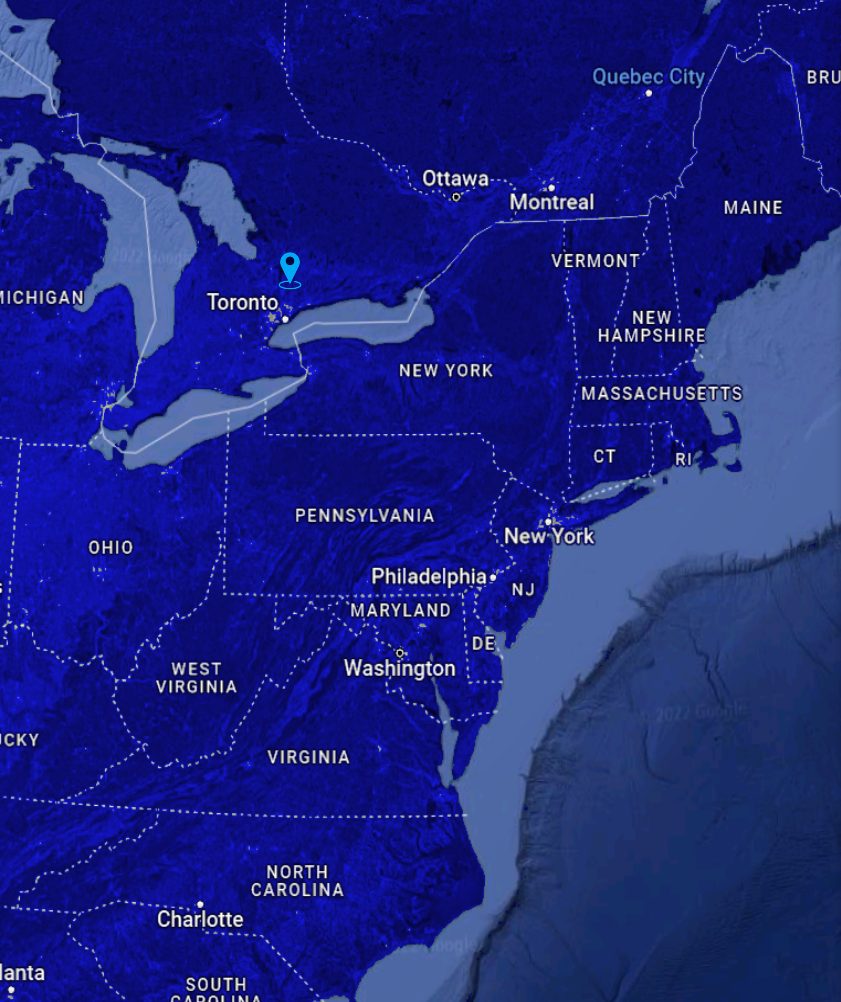 Quebec City
BRU
Ottawa
Montreal
MAINE
VERMONT
2022 Google
MICHIGAN
Toronto
NEW
HAMPSHIRE
NEW YORK
MASSACHUSETTS
CT
RI
PENNSYLVANIA
New York
OHIO
Philadelphia
NJ
MARYLAND
DE
Washington
WEST
VIRGINIA
2022 Google
UCKY
VIRGINIA
NORTH
CAROLINA
Charlotte
2022 Google
lanta
SOUTH
CAROLINA